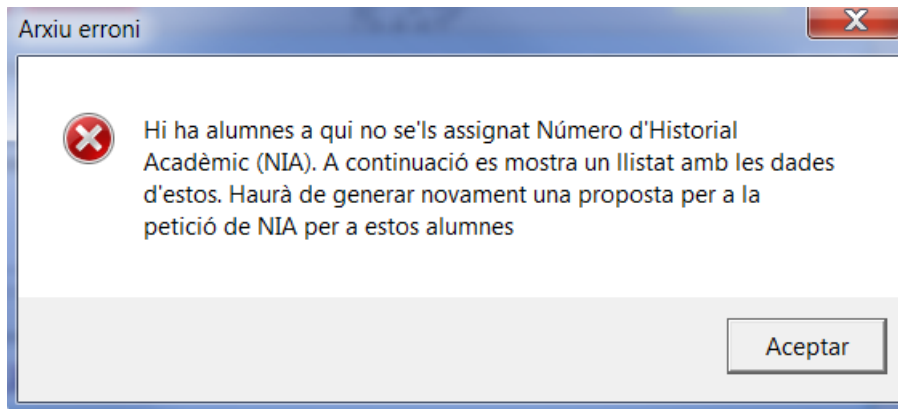 Arxiu erroni
Hi ha alumnes a qui no se'ls assignat Número d'Historial
Acadèmic (NIA). A continuació es mostra un llistat amb les dades
d'estos. Haurà de generar novament una proposta per a la
petició de NIA per a estos alumnes
Aceptar